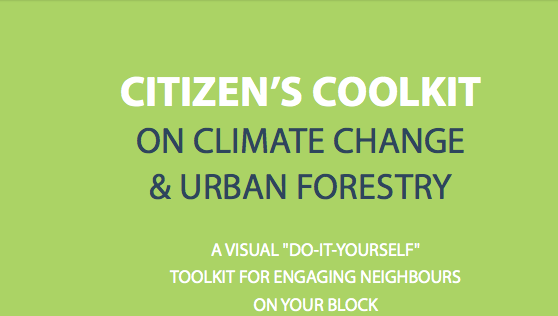 CITIZEN'S COOLKIT
ON CLIMATE CHANGE
& URBAN FORESTRY
A VISUAL "DO-IT-YOURSELF"
TOOLKIT FOR ENGAGING NEIGHBOURS
ON YOUR BLOCK